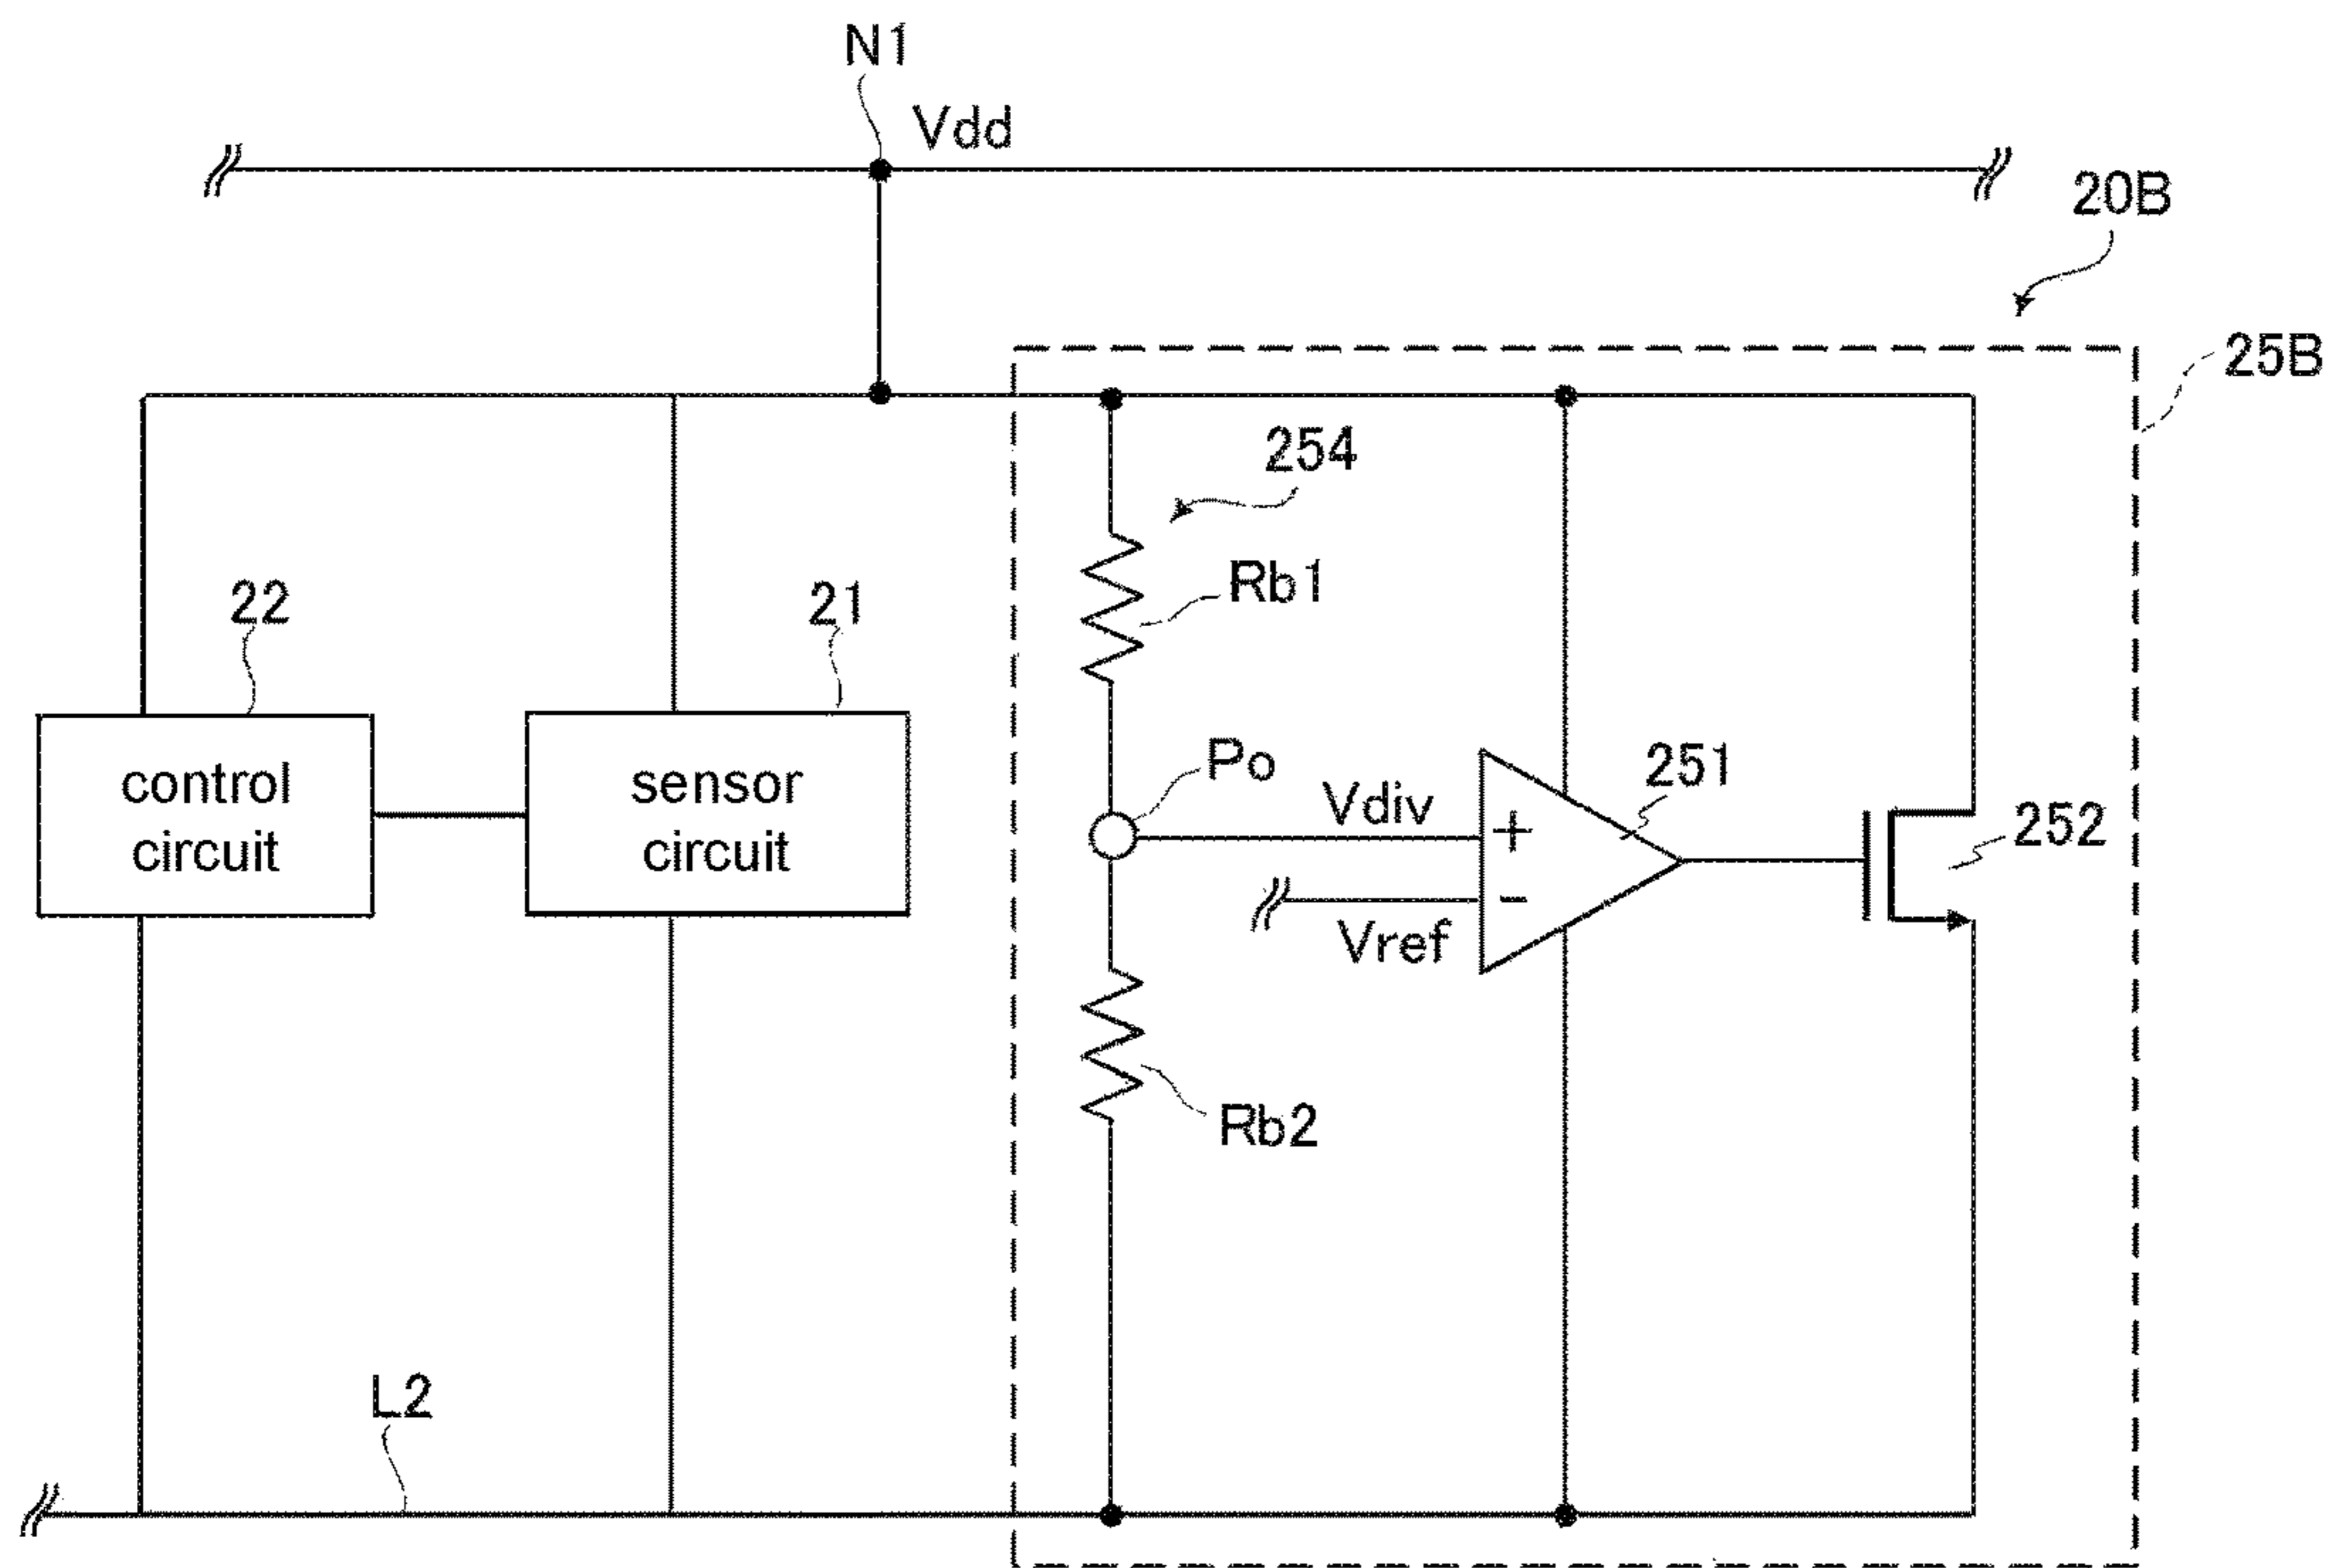 N1
Vdd
20B
25B
254
Rb1
22
21
control
circuit
sensor
circuit
Po
Vdiv
+
-
Vref
251
252
Rb2
L2